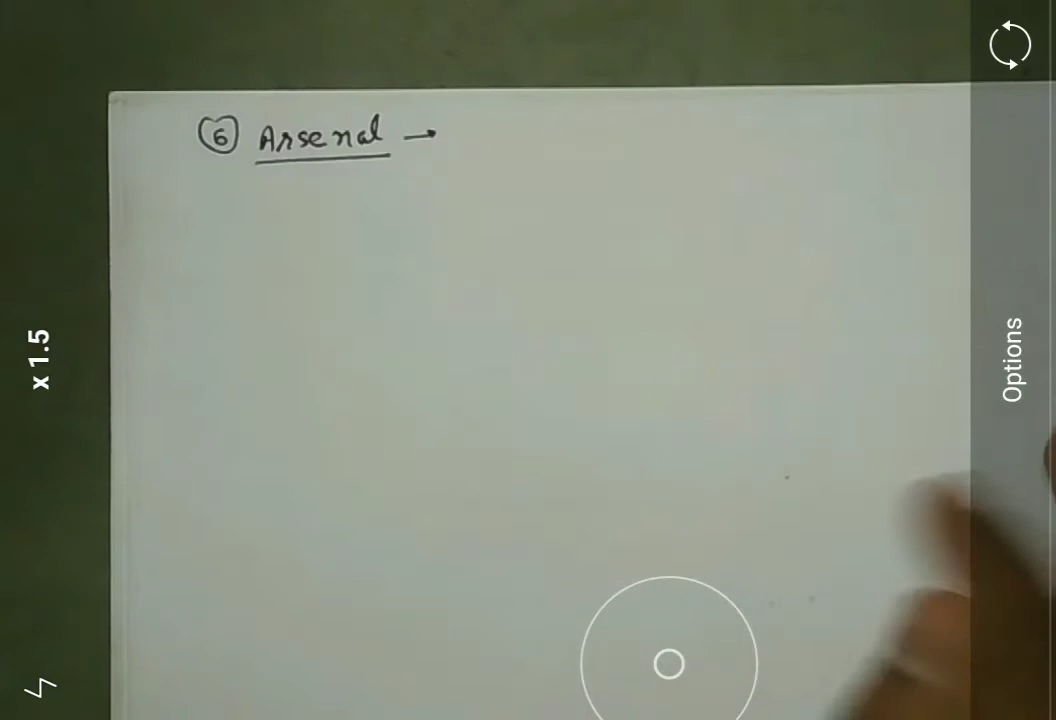 ⑥ Arsenal →
x 1.5
Options